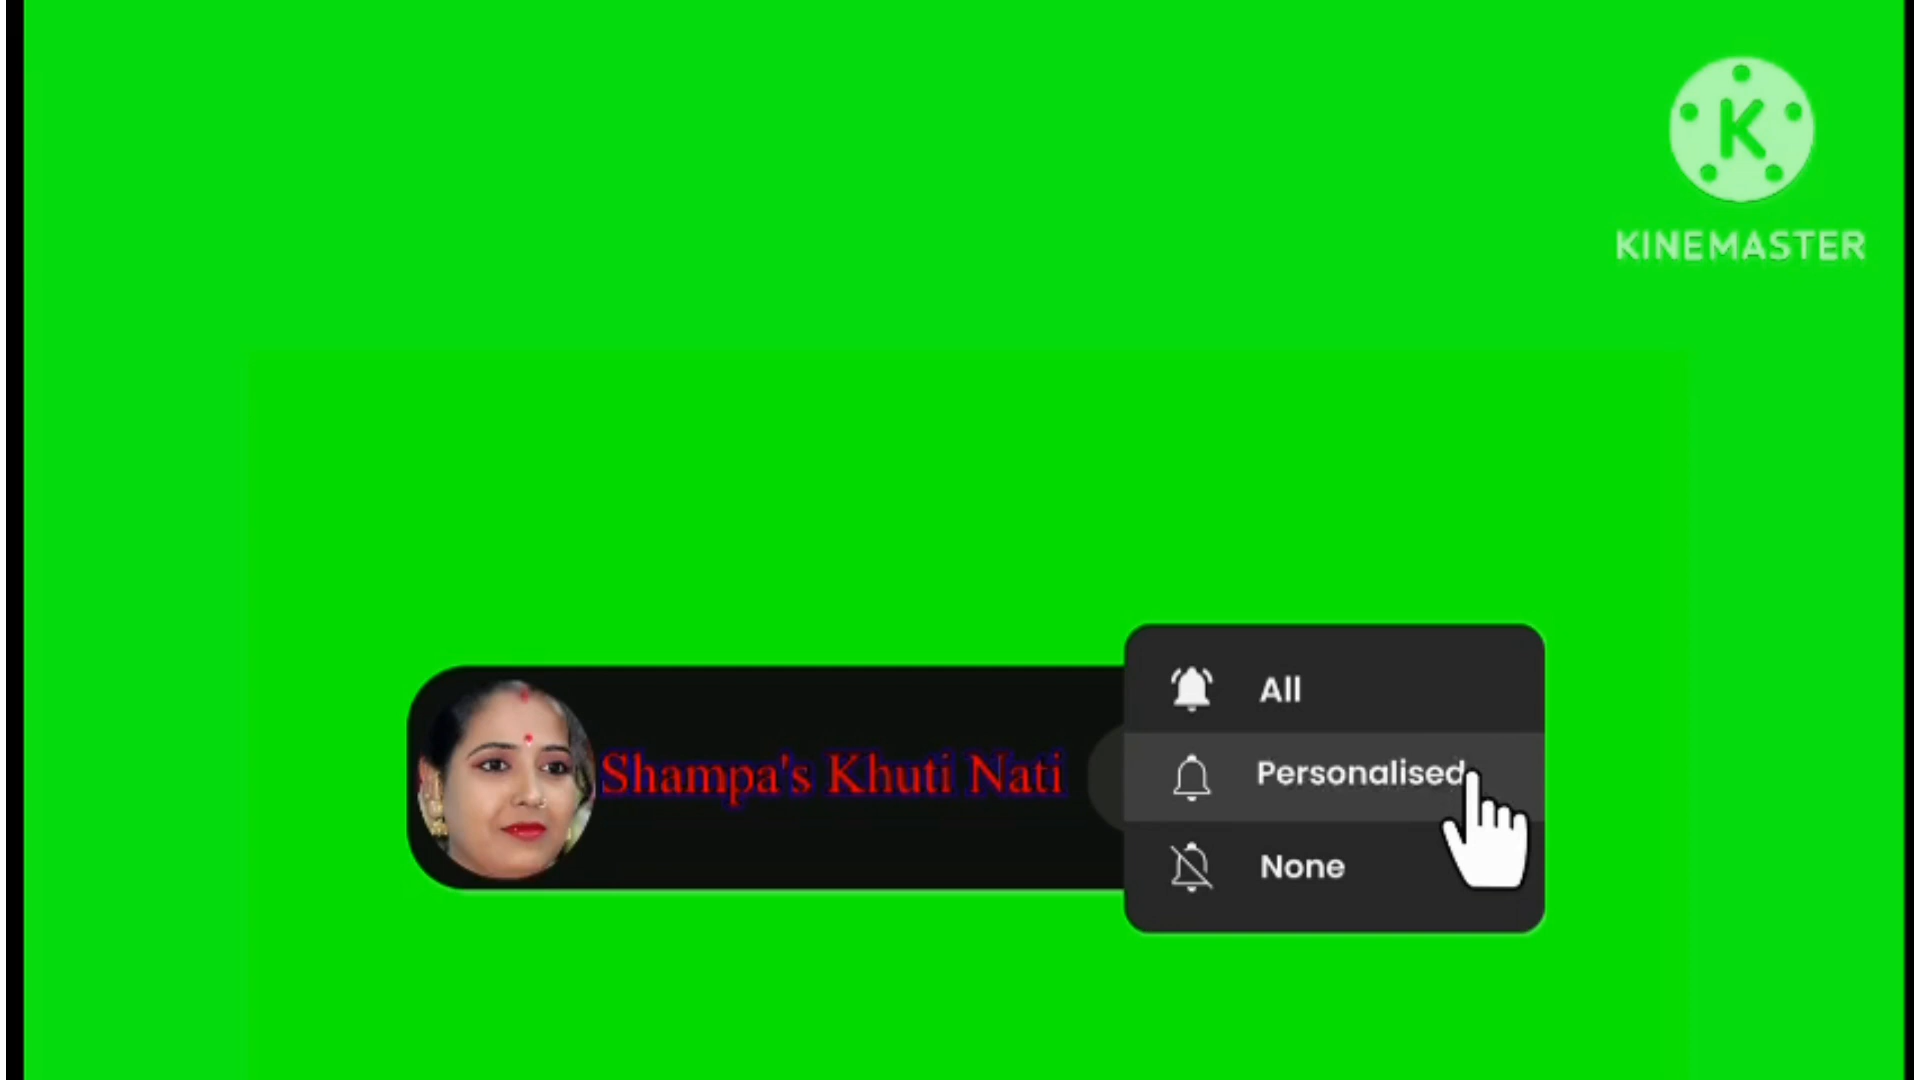 K
KINEMASTER
All
Shampa's Khuti Nati
Personalised
None